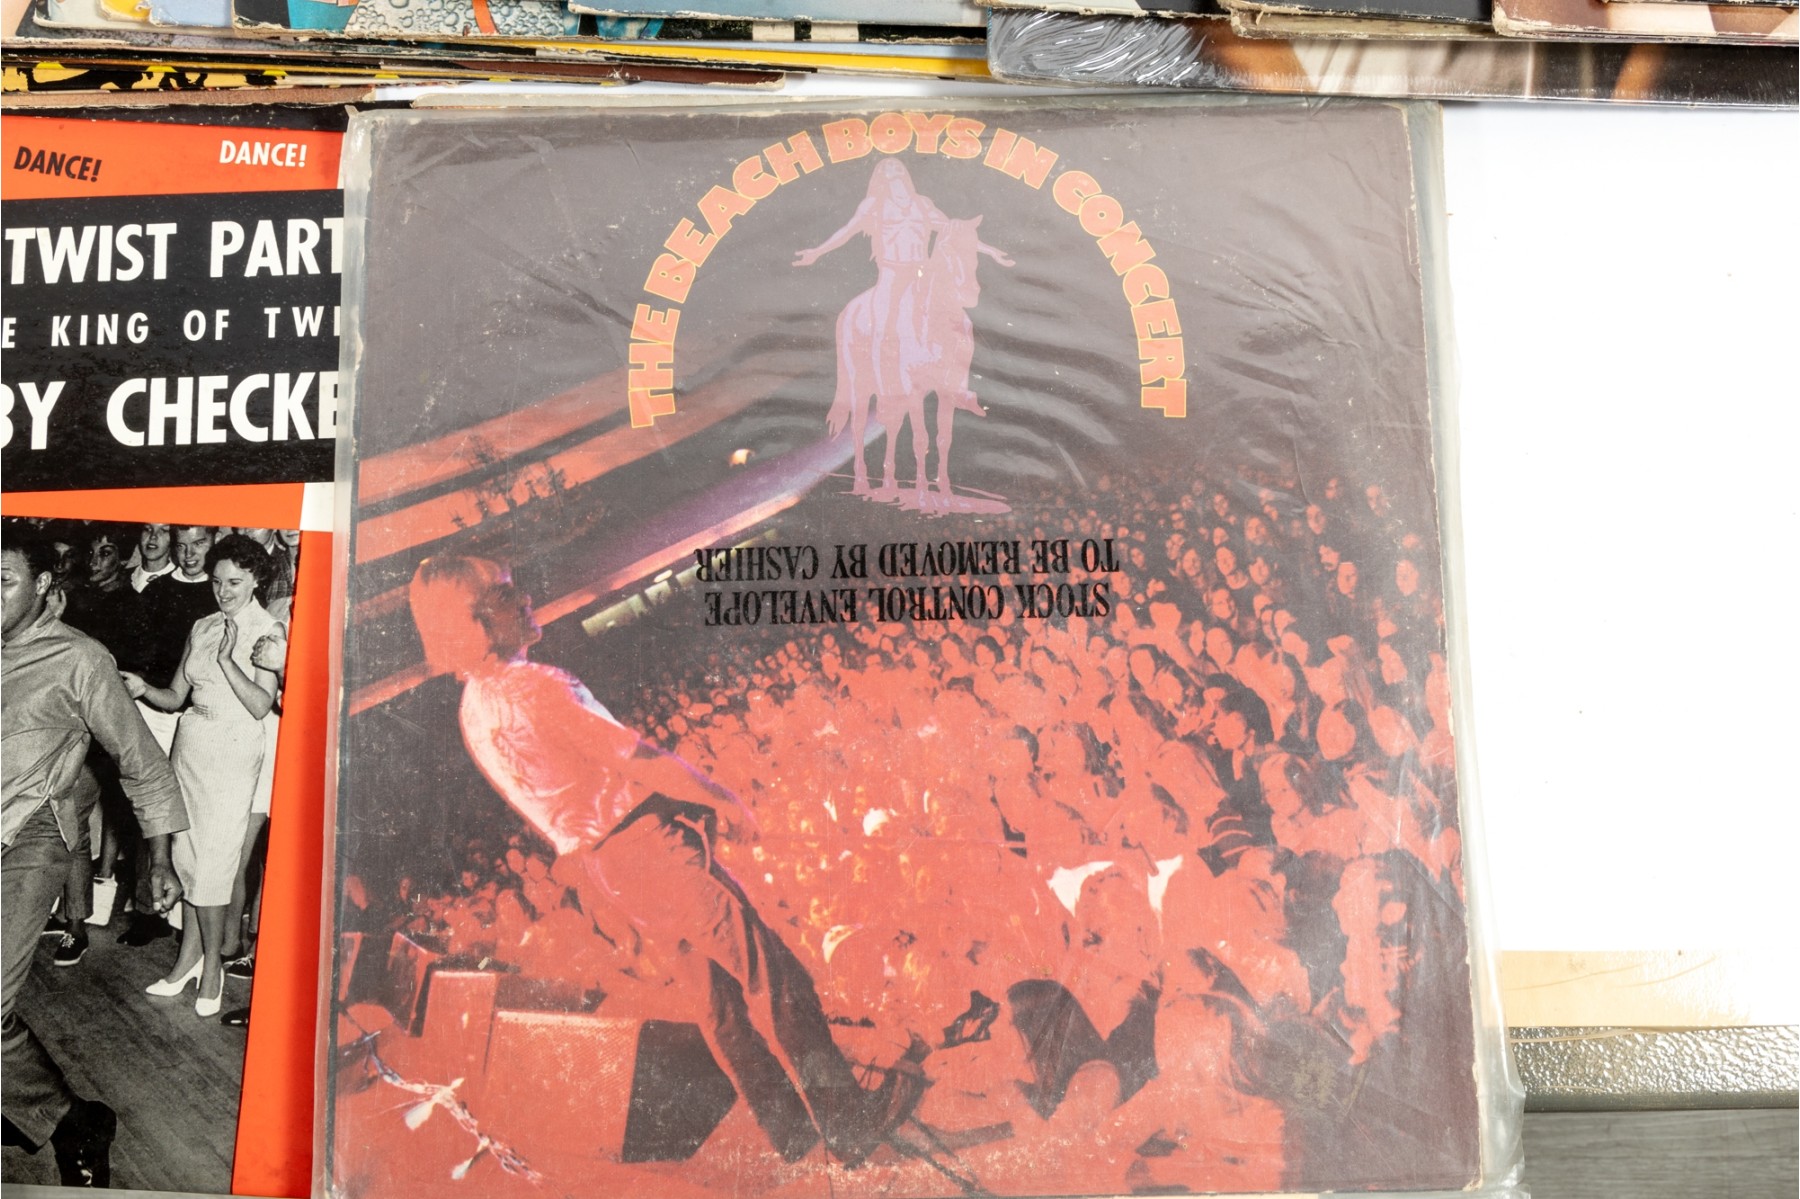 DANCE! DANCE!
TWIST PART
KING OF TWI
BY CHECKE
THE BEACH BOYS IN CONCERT
STOCK CONTROL ENVELOPE
TO BE REMOVED BY CASHIER